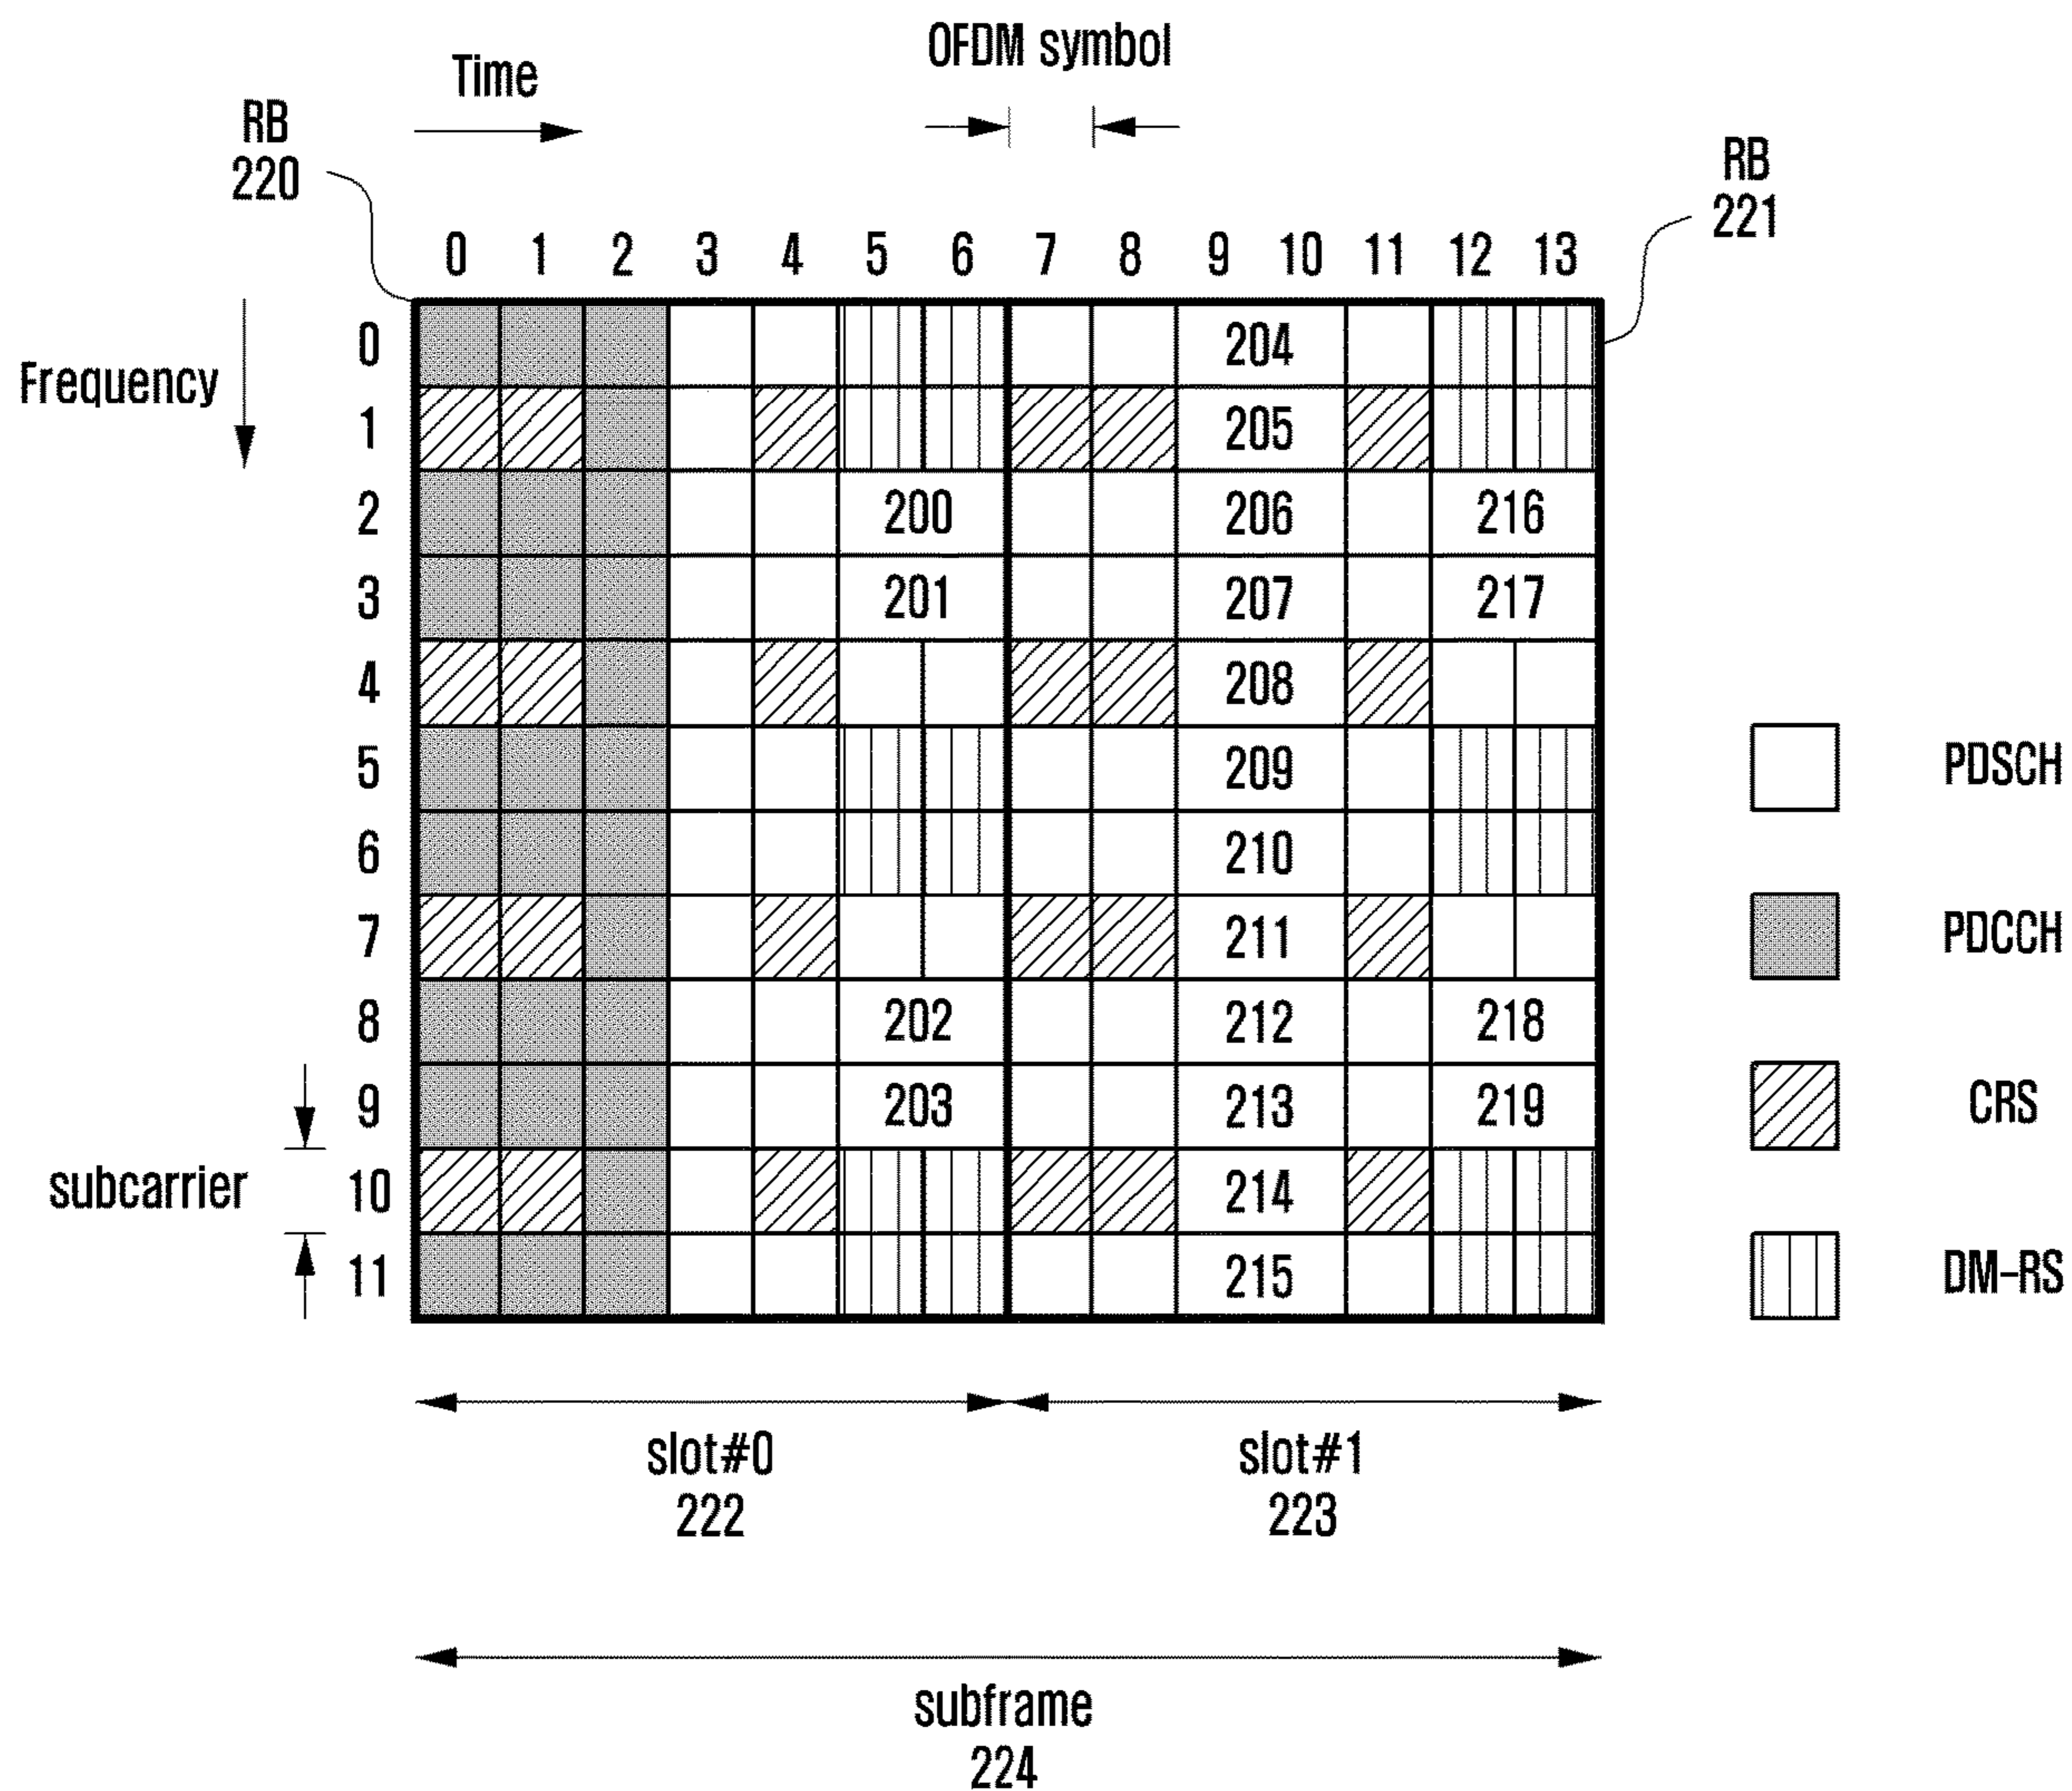 OFDM symbol
Time
RB
220
RB
221
0 1 2 3 4 5 6 7 8 9 10 11 12 13
Frequency
0 204
1 205
2 200 206 216
3 201 207 217
4 208
5 209
6 210
7 211
8 202 212 218
9 203 213 219
subcarrier
10 214
11 215
PDSCH
PDCCH
CRS
DM-RS
slot#0
222
slot#1
223
subframe
224